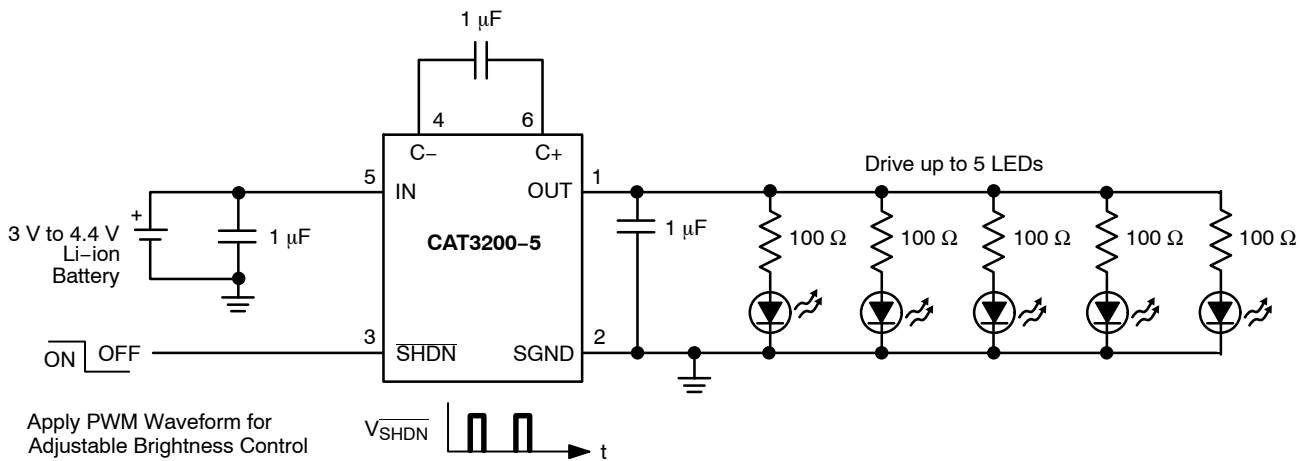 1 μF
4
6
C−
C+
Drive up to 5 LEDs
5
IN
OUT
1
+
3 V to 4.4 V
Li−ion
Battery
1 μF
CAT3200−5
1 μF
100 Ω
100 Ω
100 Ω
100 Ω
100 Ω
ON
OFF
3
SHDN
SGND
2
Apply PWM Waveform for
Adjustable Brightness Control
VSHDN
t